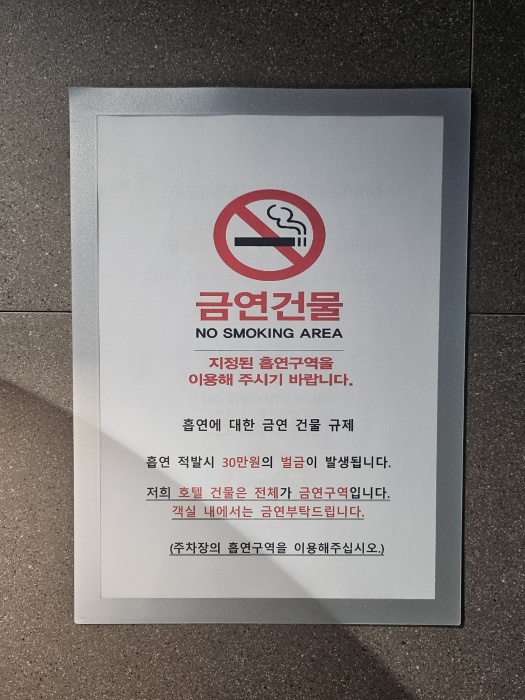 금연건물
NO SMOKING AREA
지정된 흡연구역을
이용해 주시기 바랍니다.
흡연에 대한 금연 건물 규제
흡연 적발시 30만원의 벌금이 발생됩니다.
저희 호텔 건물은 전체가 금연구역입니다.
객실 내에서는 금연부탁드립니다.
(주차장의 흡연구역을 이용해주십시오.)